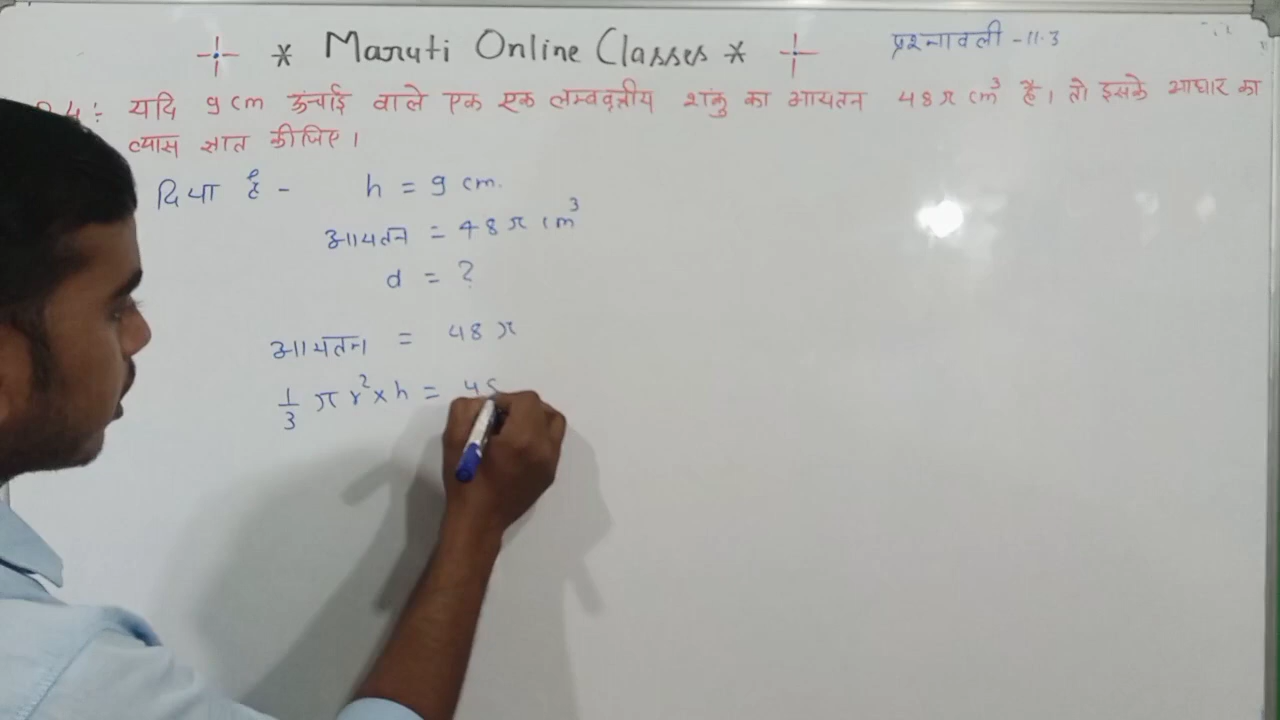 * Maruti Online Classes *
प्रश्नावली - 11.3
4 :- यदि 9 cm ऊंचाई वाले एक एक लम्बवृत्तीय शंकु का आयतन 48π cm³ है। तो इसके आधार का
व्यास ज्ञात कीजिए।
दिया है - h = 9 cm.
आयतन = 48π cm³
d = ?
आयतन = 48π
1/3 π r² × h = 48